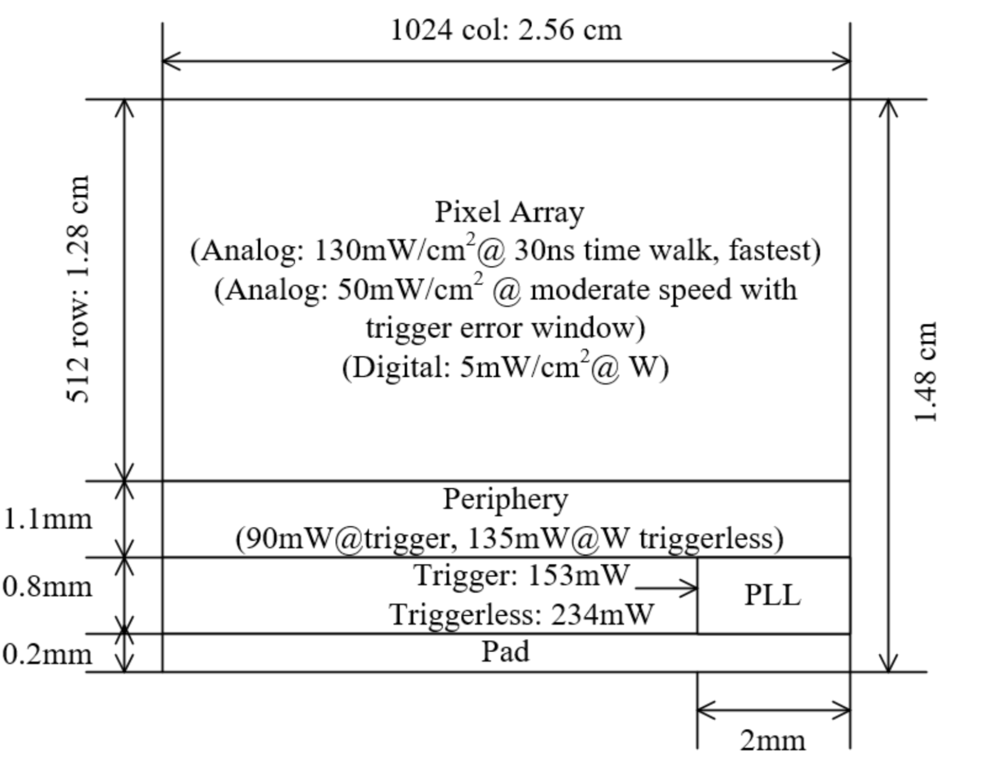 1024 col: 2.56 cm
512 row: 1.28 cm
Pixel Array
(Analog: 130mW/cm²@ 30ns time walk, fastest)
(Analog: 50mW/cm² @ moderate speed with
trigger error window)
(Digital: 5mW/cm²@ W)
1.48 cm
1.1mm
Periphery
(90mW@trigger, 135mW@W triggerless)
0.8mm
Trigger: 153mW
Triggerless: 234mW
PLL
0.2mm
Pad
2mm